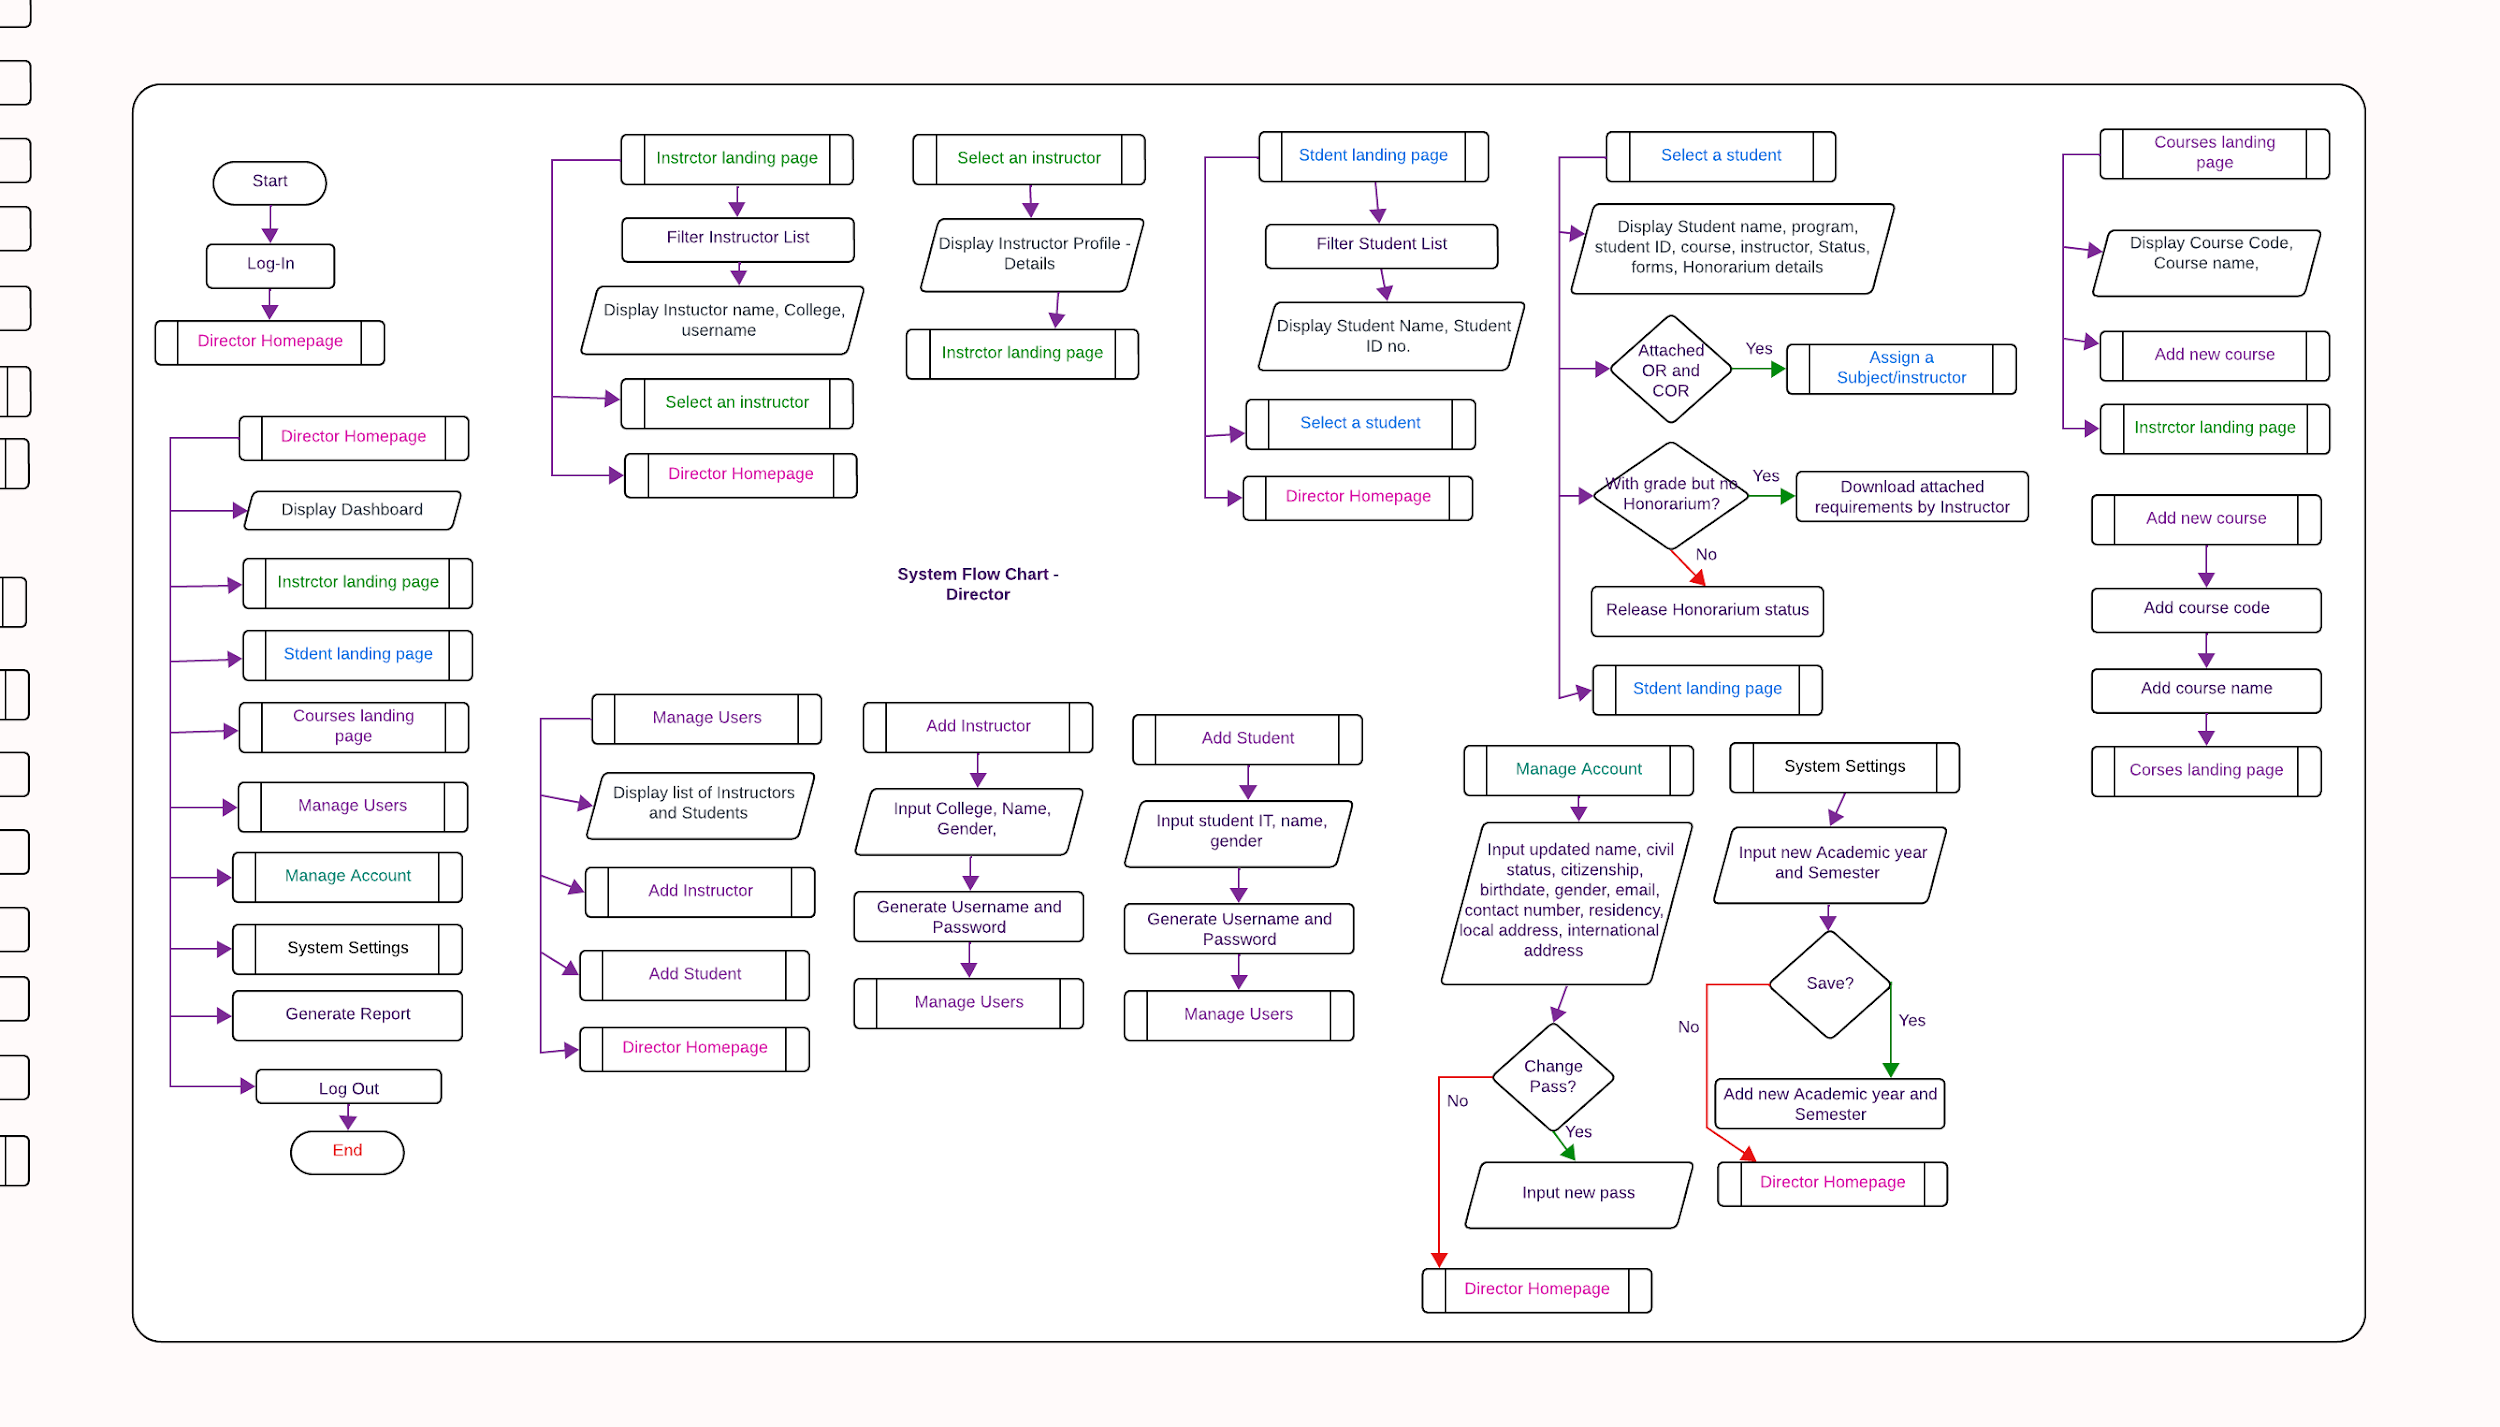 Start
Log-In
Director Homepage
Director Homepage
Display Dashboard
Instrctor landing page
Stdent landing page
Courses landing
page
Manage Users
Manage Account
System Settings
Generate Report
Log Out
End
Instrctor landing page
Filter Instructor List
Display Instuctor name, College,
username
Select an instructor
Director Homepage
Select an instructor
Display Instructor Profile -
Details
Instrctor landing page
System Flow Chart -
Director
Stdent landing page
Filter Student List
Display Student Name, Student
ID no.
Select a student
Director Homepage
Select a student
Display Student name, program,
student ID, course, instructor, Status,
forms, Honorarium details
Attached
OR and
COR
Yes
Assign a
Subject/instructor
With grade but no
Honorarium?
Yes
Download attached
requirements by Instructor
No
Release Honorarium status
Stdent landing page
Courses landing
page
Display Course Code,
Course name,
Add new course
Instrctor landing page
Add new course
Add course code
Add course name
Corses landing page
Manage Users
Display list of Instructors
and Students
Add Instructor
Add Student
Director Homepage
Add Instructor
Input College, Name,
Gender,
Generate Username and
Password
Manage Users
Add Student
Input student IT, name,
gender
Generate Username and
Password
Manage Users
Manage Account
Input updated name, civil
status, citizenship,
birthdate, gender, email,
contact number, residency,
local address, international
address
Change
Pass?
No
Yes
Input new pass
Director Homepage
System Settings
Input new Academic year
and Semester
Save?
No
Yes
Add new Academic year and
Semester
Director Homepage